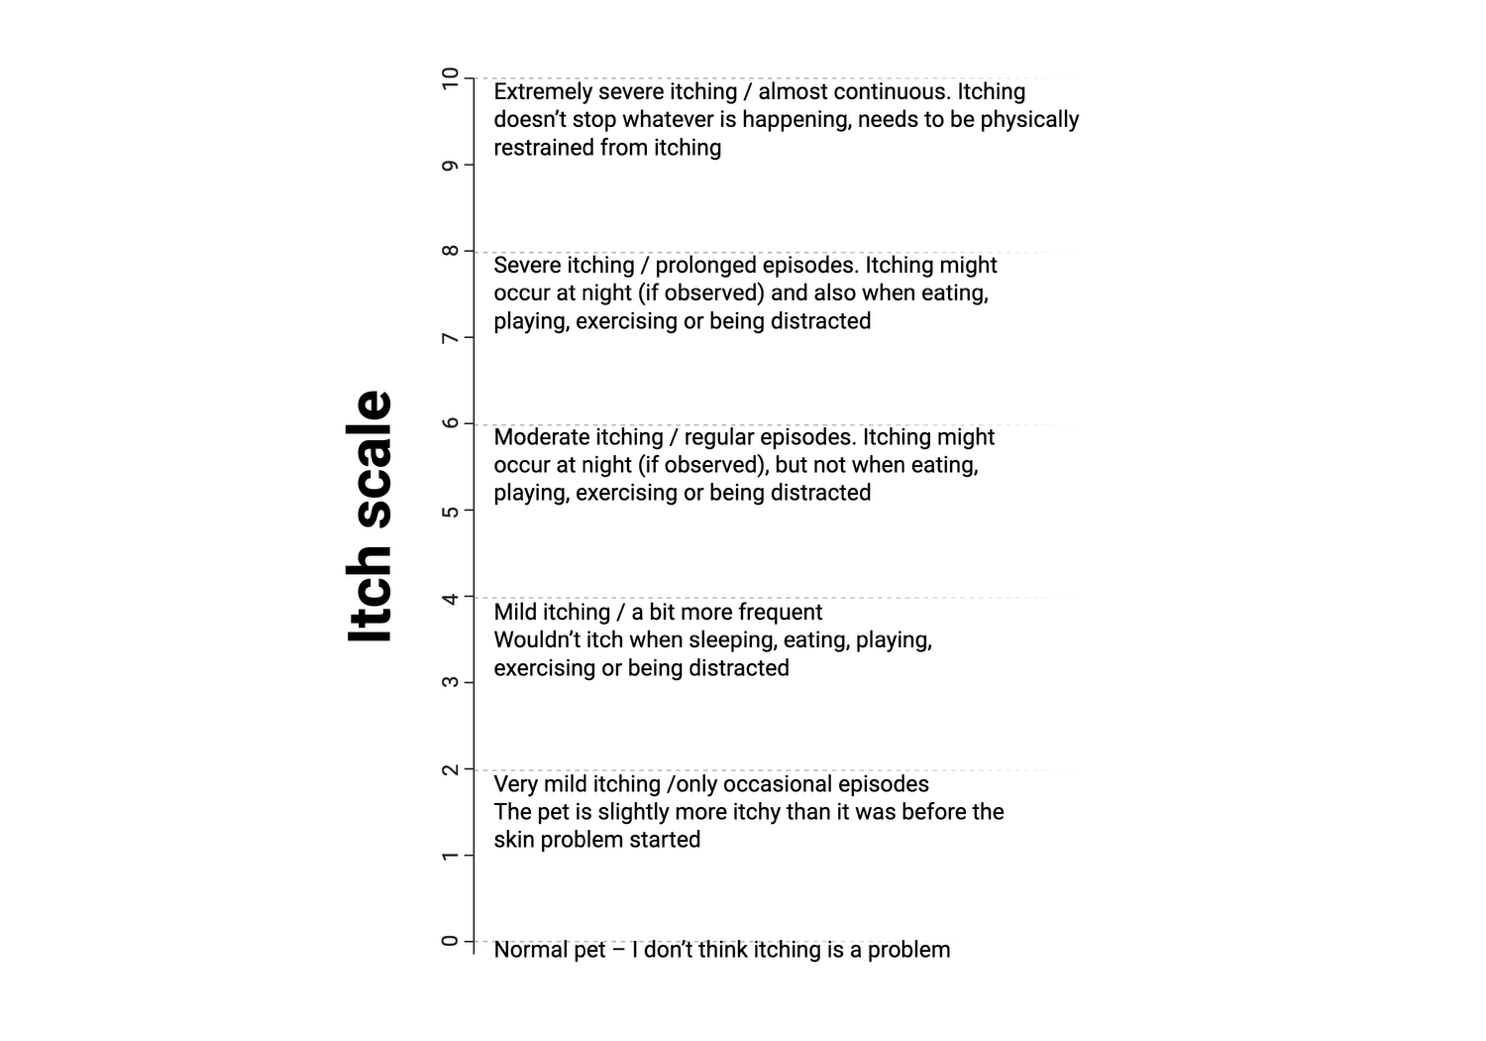 Itch scale
10
Extremely severe itching / almost continuous. Itching
doesn’t stop whatever is happening, needs to be physically
restrained from itching
9
8
Severe itching / prolonged episodes. Itching might
occur at night (if observed) and also when eating,
playing, exercising or being distracted
7
6
Moderate itching / regular episodes. Itching might
occur at night (if observed), but not when eating,
playing, exercising or being distracted
5
4
Mild itching / a bit more frequent
Wouldn’t itch when sleeping, eating, playing,
exercising or being distracted
3
2
Very mild itching /only occasional episodes
The pet is slightly more itchy than it was before the
skin problem started
1
0
Normal pet – I don’t think itching is a problem